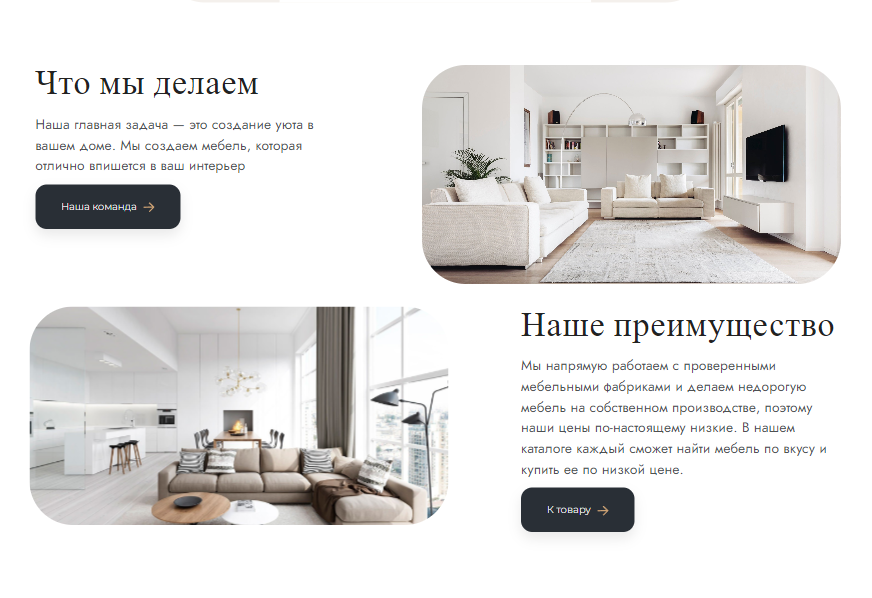 Что мы делаем
Наша главная задача — это создание уюта в
вашем доме. Мы создаем мебель, которая
отлично впишется в ваш интерьер
Наша команда
Наше преимущество
Мы напрямую работаем с проверенными
мебельными фабриками и делаем недорогую
мебель на собственном производстве, поэтому
наши цены по-настоящему низкие. В нашем
каталоге каждый сможет найти мебель по вкусу и
купить ее по низкой цене.
К товару